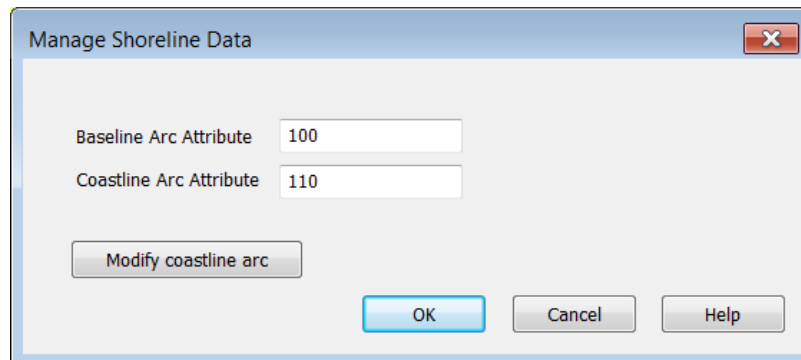 Manage Shoreline Data
Baseline Arc Attribute 100
Coastline Arc Attribute 110
Modify coastline arc
OK Cancel Help